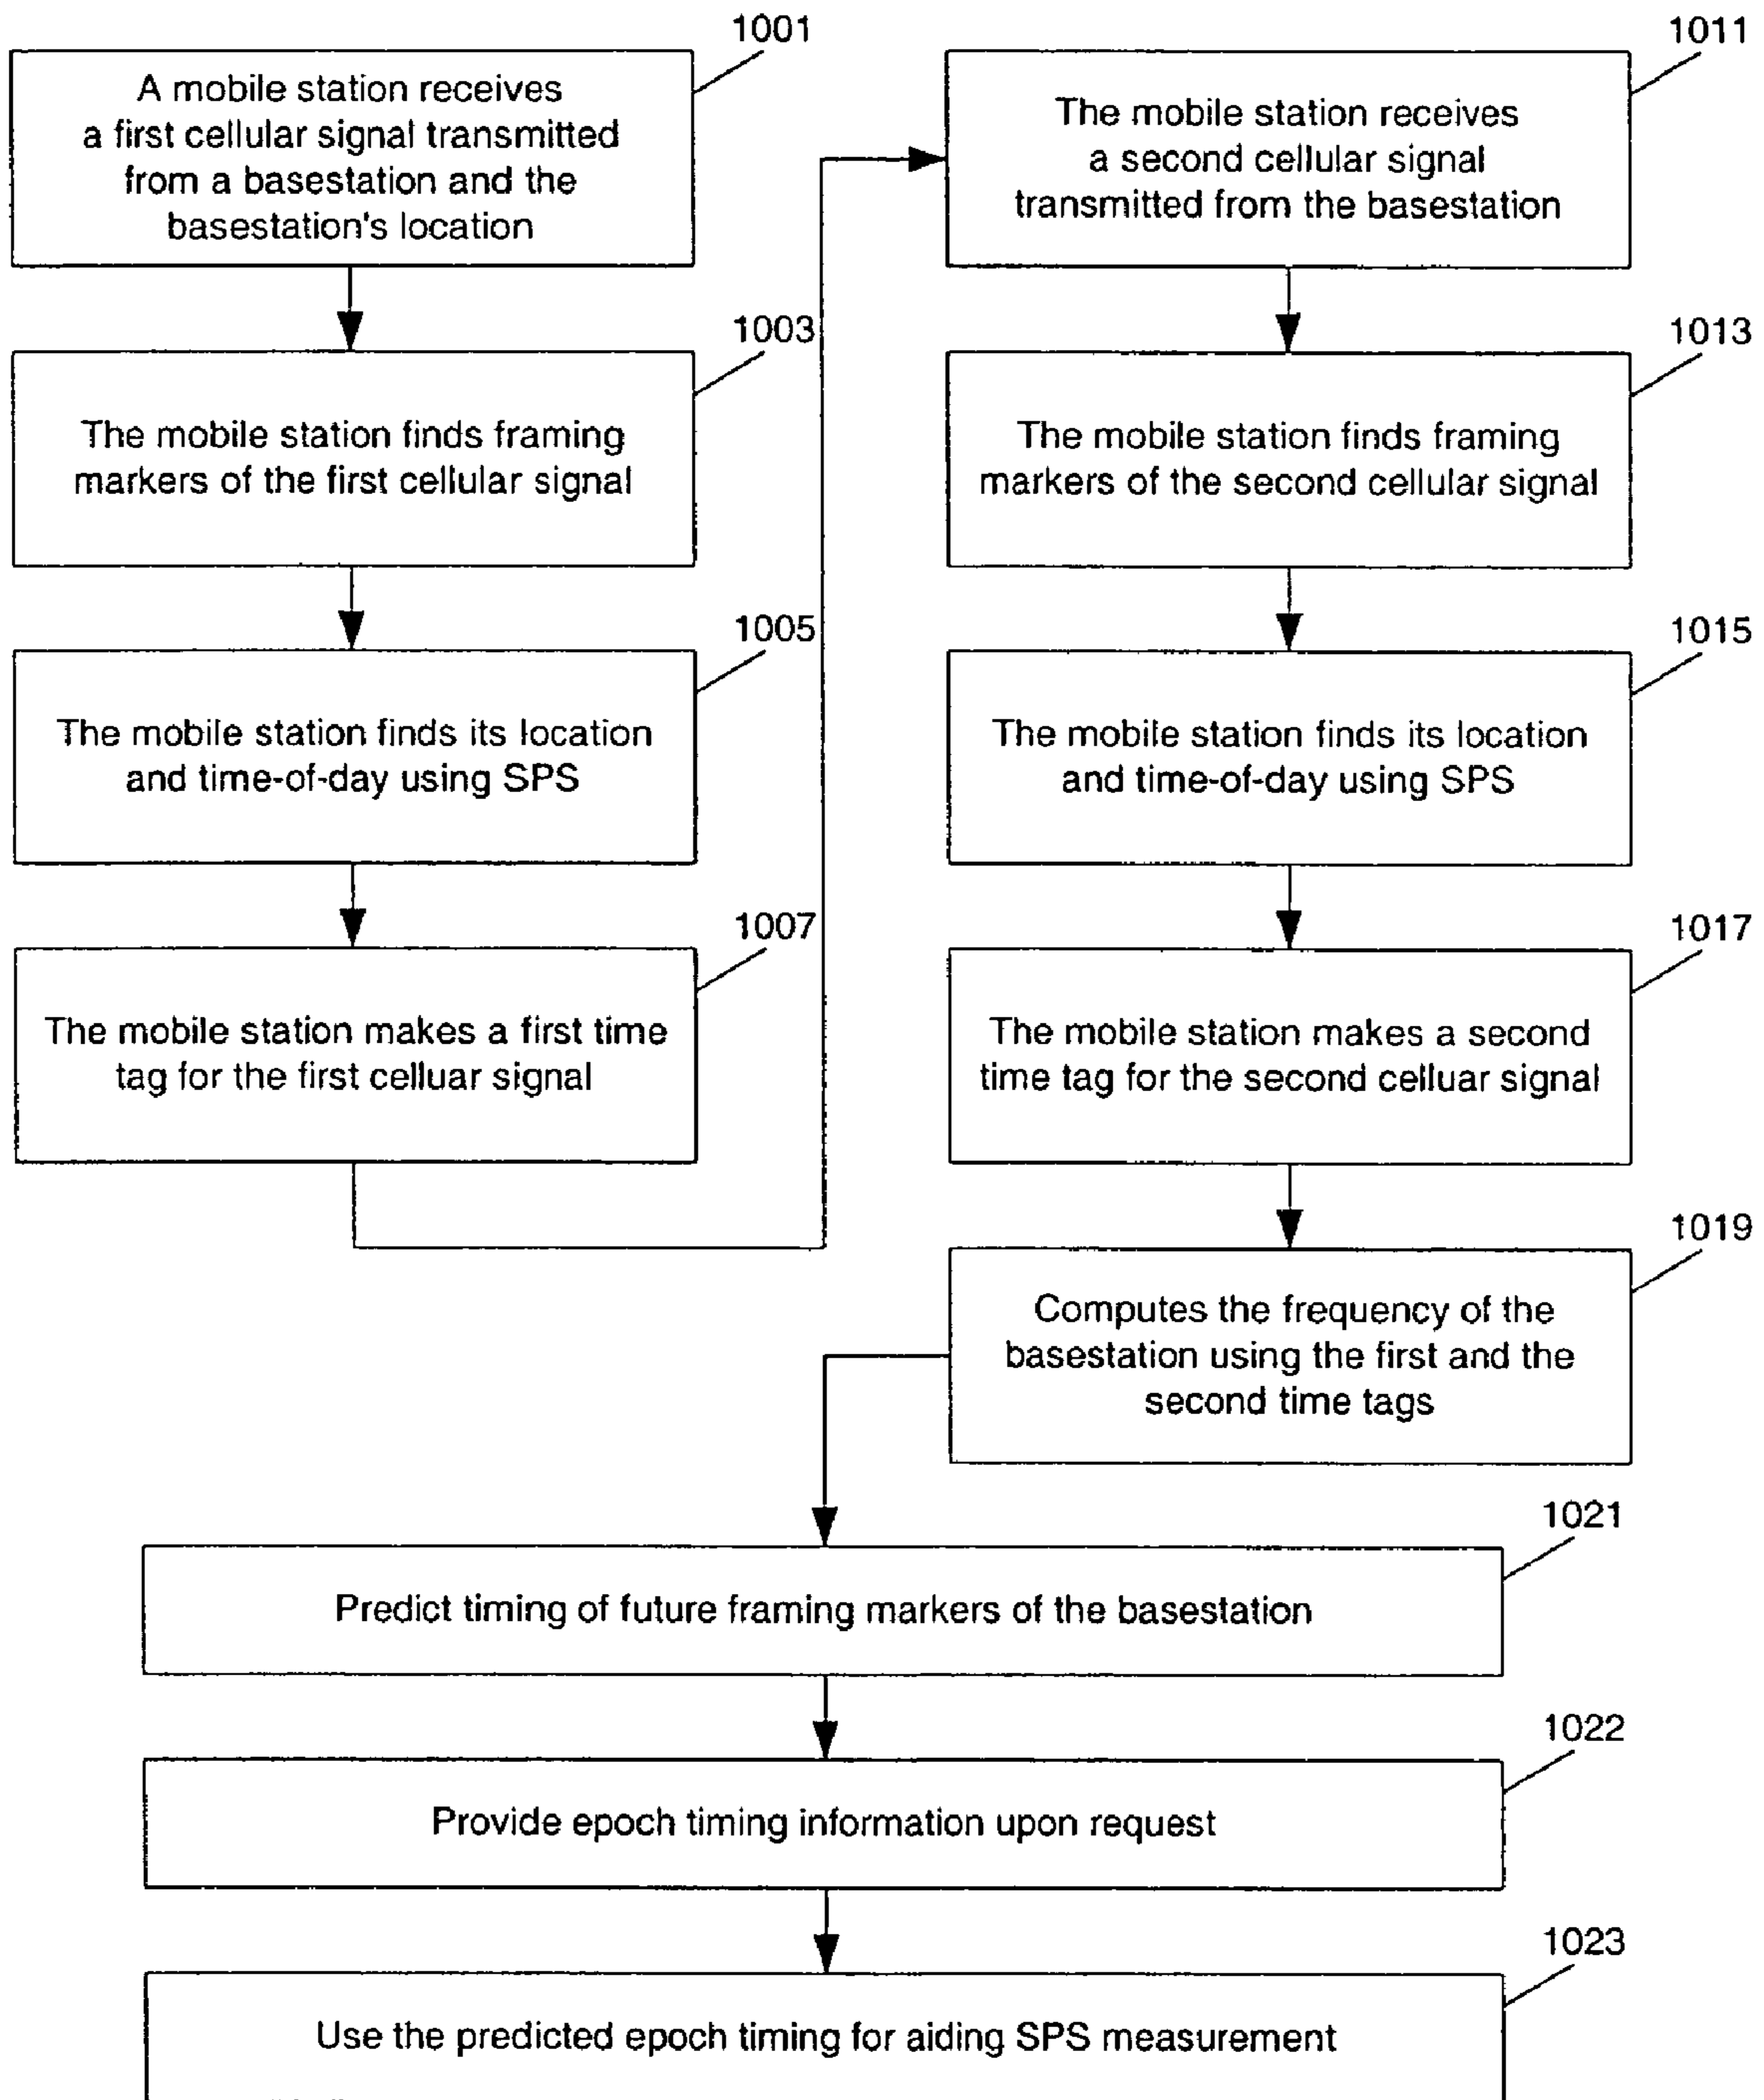 1001
A mobile station receives
a first cellular signal transmitted
from a basestation and the
basestation's location
1003
The mobile station finds framing
markers of the first cellular signal
1005
The mobile station finds its location
and time-of-day using SPS
1007
The mobile station makes a first time
tag for the first celluar signal
1011
The mobile station receives
a second cellular signal
transmitted from the basestation
1013
The mobile station finds framing
markers of the second cellular signal
1015
The mobile station finds its location
and time-of-day using SPS
1017
The mobile station makes a second
time tag for the second celluar signal
1019
Computes the frequency of the
basestation using the first and the
second time tags
1021
Predict timing of future framing markers of the basestation
1022
Provide epoch timing information upon request
1023
Use the predicted epoch timing for aiding SPS measurement